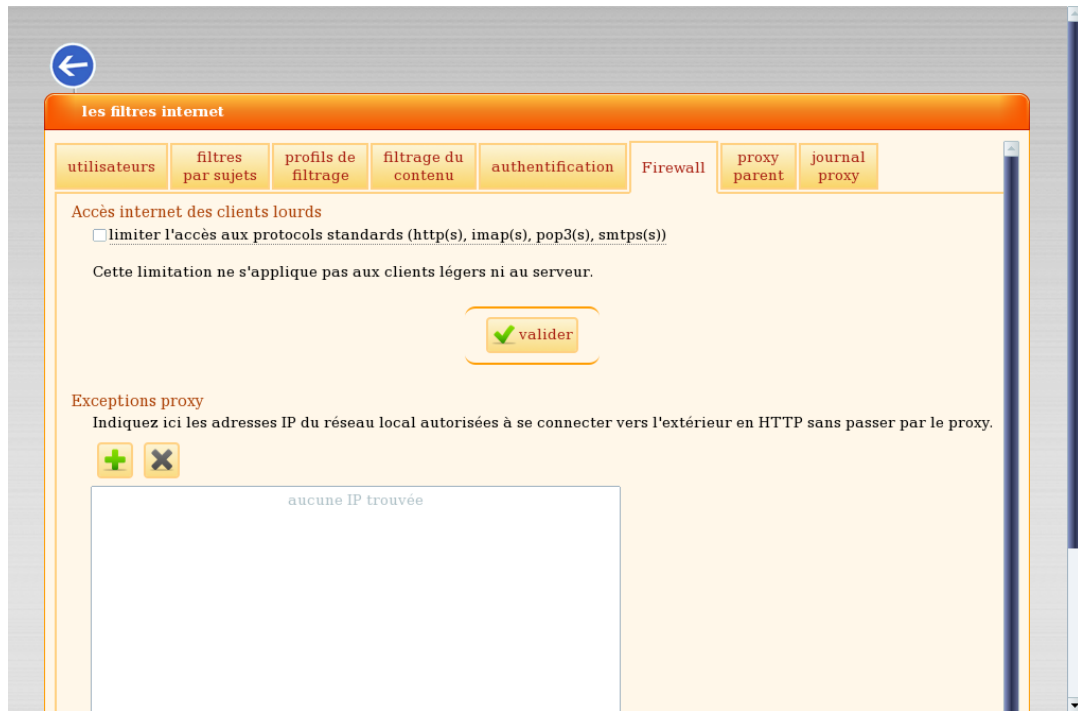 les filtres internet
utilisateurs
filtres
par sujets
profils de
filtrage
filtrage du
contenu
authentification
Firewall
proxy
parent
journal
proxy
Accès internet des clients lourds
limiter l'accès aux protocols standards (http(s), imap(s), pop3(s), smtps(s))
Cette limitation ne s'applique pas aux clients légers ni au serveur.
valider
Exceptions proxy
Indiquez ici les adresses IP du réseau local autorisées à se connecter vers l'extérieur en HTTP sans passer par le proxy.
aucune IP trouvée